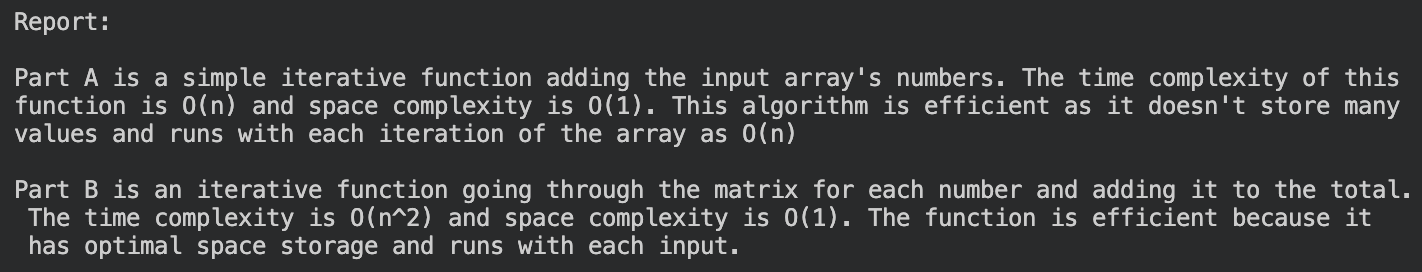 Report:
Part A is a simple iterative function adding the input array's numbers. The time complexity of this
function is O(n) and space complexity is O(1). This algorithm is efficient as it doesn't store many
values and runs with each iteration of the array as O(n)
Part B is an iterative function going through the matrix for each number and adding it to the total.
The time complexity is O(n^2) and space complexity is O(1). The function is efficient because it
has optimal space storage and runs with each input.